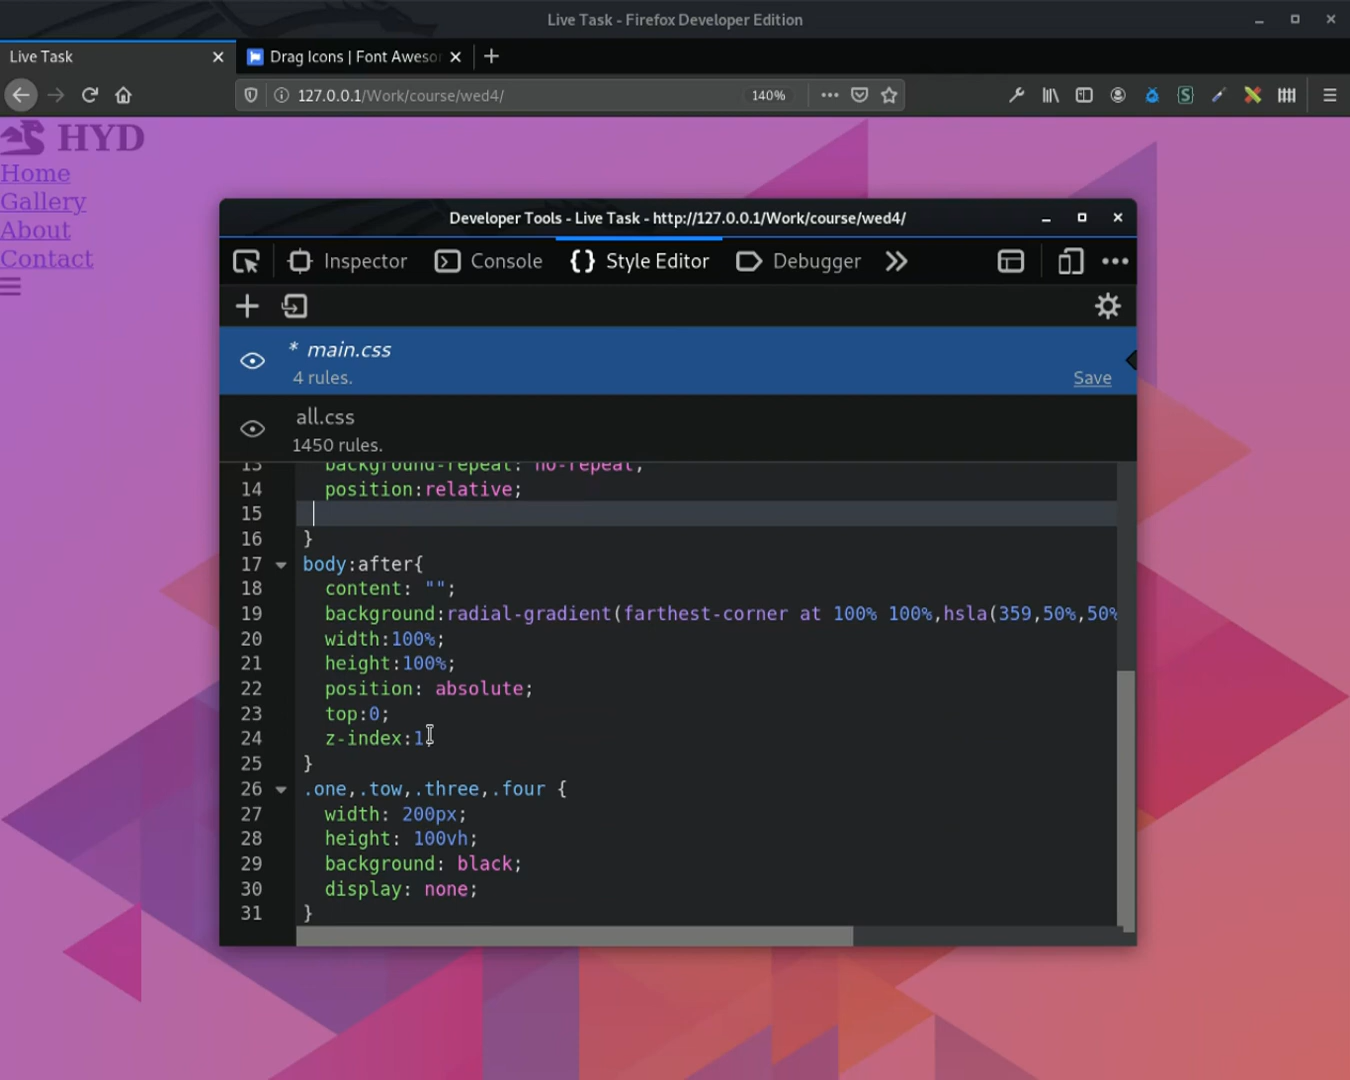 Live Task - Firefox Developer Edition
Live Task
Drag Icons | Font Aweso
127.0.0.1/Work/course/wed4/
140%
HYD
Home
Gallery
About
Contact
Developer Tools - Live Task - http://127.0.0.1/Work/course/wed4/
Inspector
Console
{} Style Editor
Debugger
* main.css
4 rules.
Save
all.css
1450 rules.
13 background-repeat: no-repeat;
14 position:relative;
15
16 }
17 body:after{
18 content: "";
19 background:radial-gradient(farthest-corner at 100% 100%,hsla(359,50%,50%
20 width:100%;
21 height:100%;
22 position: absolute;
23 top:0;
24 z-index:1
25 }
26 .one,.tow,.three,.four {
27 width: 200px;
28 height: 100vh;
29 background: black;
30 display: none;
31 }